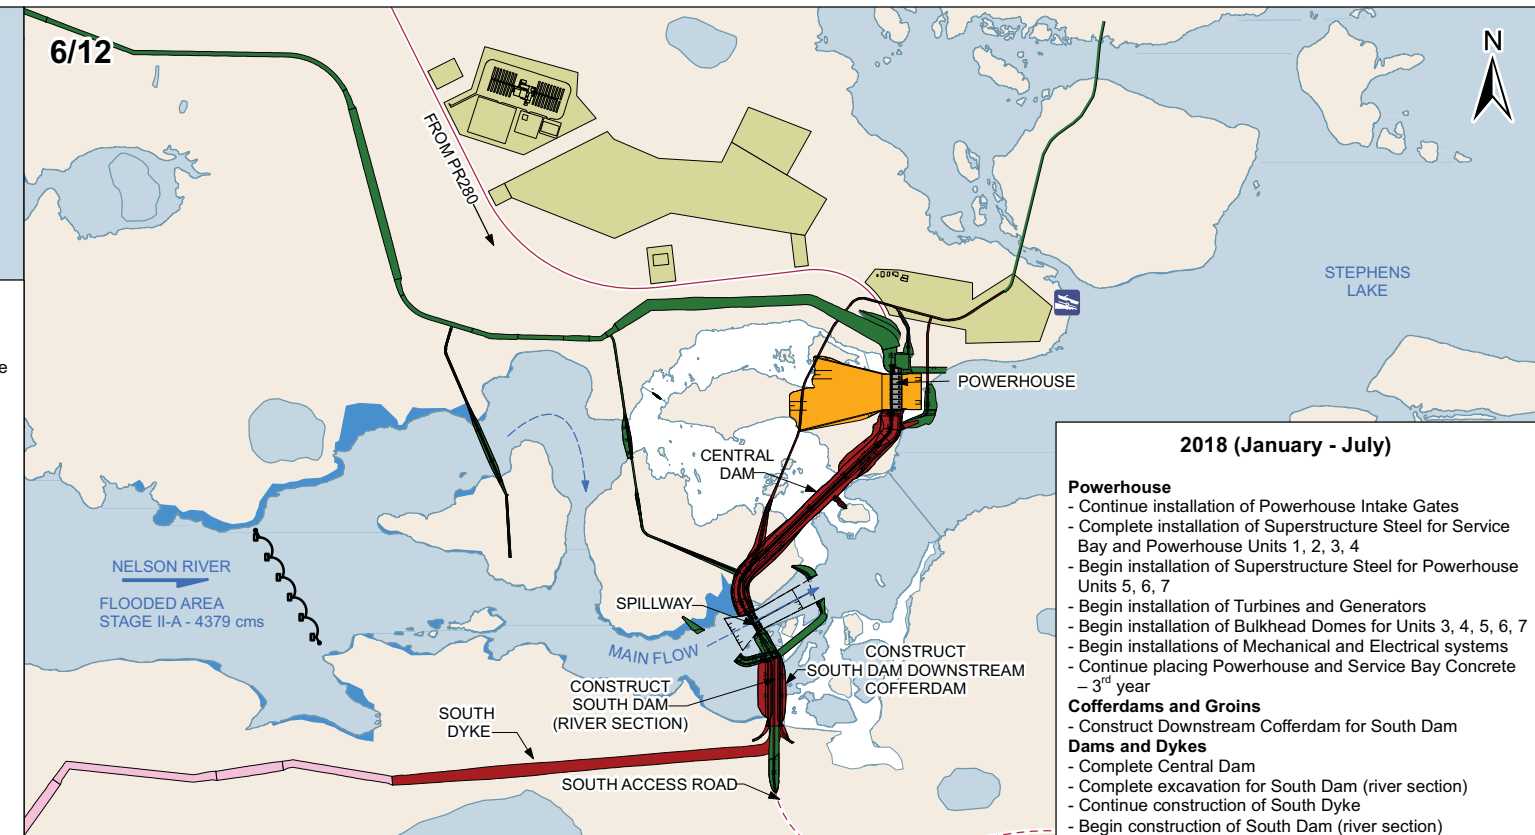 6/12
N
FROM PR280
STEPHENS
LAKE
e
POWERHOUSE
CENTRAL
DAM
NELSON RIVER
FLOODED AREA
STAGE II-A - 4379 cms
SPILLWAY
MAIN FLOW
CONSTRUCT
SOUTH DAM DOWNSTREAM
COFFERDAM
CONSTRUCT
SOUTH DAM
(RIVER SECTION)
SOUTH
DYKE
SOUTH ACCESS ROAD
2018 (January - July)
Powerhouse
- Continue installation of Powerhouse Intake Gates
- Complete installation of Superstructure Steel for Service
Bay and Powerhouse Units 1, 2, 3, 4
- Begin installation of Superstructure Steel for Powerhouse
Units 5, 6, 7
- Begin installation of Turbines and Generators
- Begin installation of Bulkhead Domes for Units 3, 4, 5, 6, 7
- Begin installations of Mechanical and Electrical systems
- Continue placing Powerhouse and Service Bay Concrete
– 3rd year
Cofferdams and Groins
- Construct Downstream Cofferdam for South Dam
Dams and Dykes
- Complete Central Dam
- Complete excavation for South Dam (river section)
- Continue construction of South Dyke
- Begin construction of South Dam (river section)